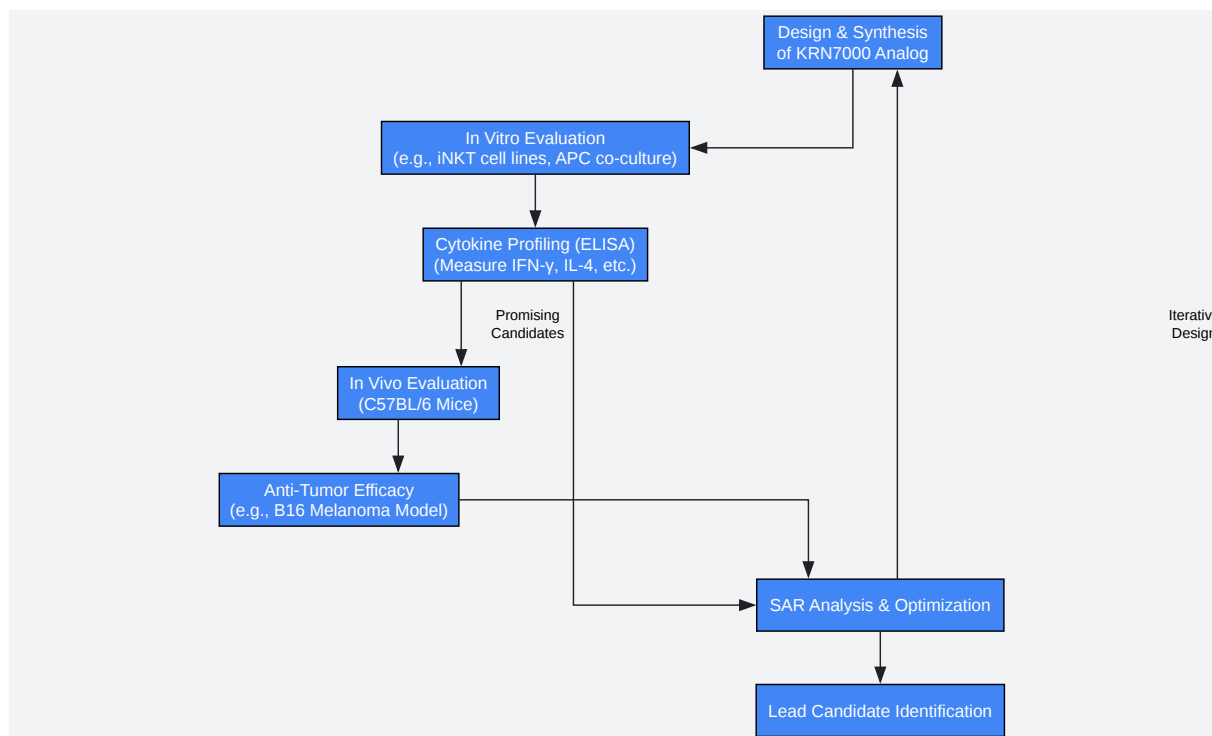 Design & Synthesis
of KRN7000 Analog
In Vitro Evaluation
(e.g., iNKT cell lines, APC co-culture)
Cytokine Profiling (ELISA)
(Measure IFN-γ, IL-4, etc.)
Promising
Candidates
Iterativ
Design
In Vivo Evaluation
(C57BL/6 Mice)
Anti-Tumor Efficacy
(e.g., B16 Melanoma Model)
SAR Analysis & Optimization
Lead Candidate Identification